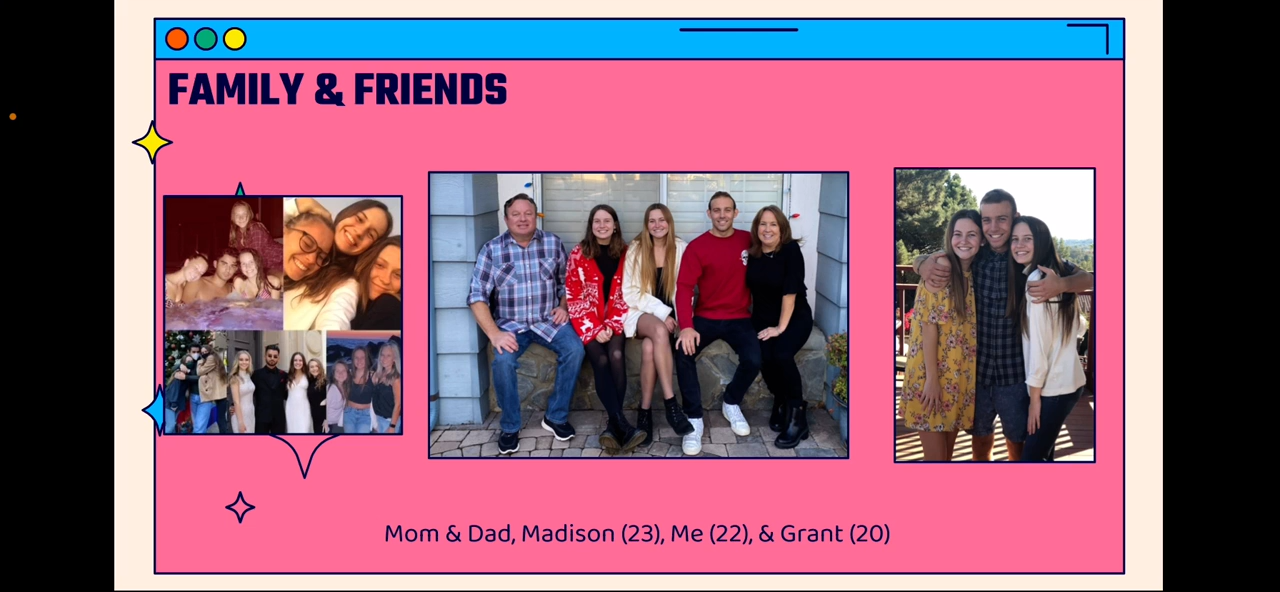 FAMILY & FRIENDS
Mom & Dad, Madison (23), Me (22), & Grant (20)